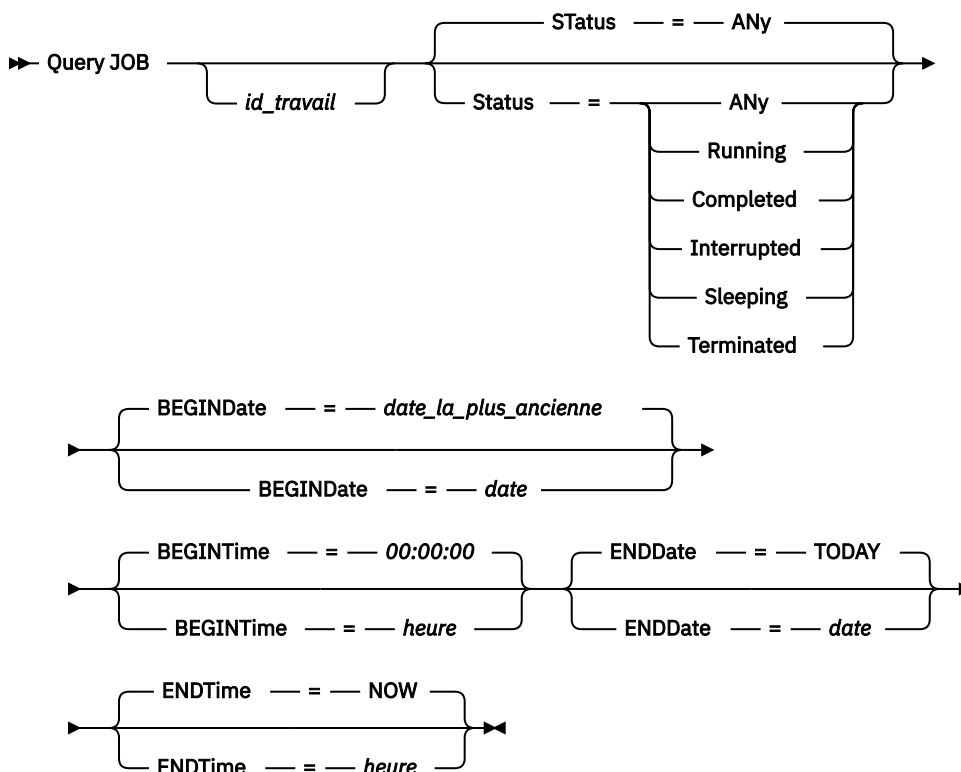 STatus = ANy
Query JOB
id_travail
Status = ANy
Running
Completed
Interrupted
Sleeping
Terminated
BEGINDate = date_la_plus_ancienne
BEGINDate = date
BEGINTime = 00:00:00 ENDDate = TODAY
BEGINTime = heure ENDDate = date
ENDTime = NOW
ENDTime = heure